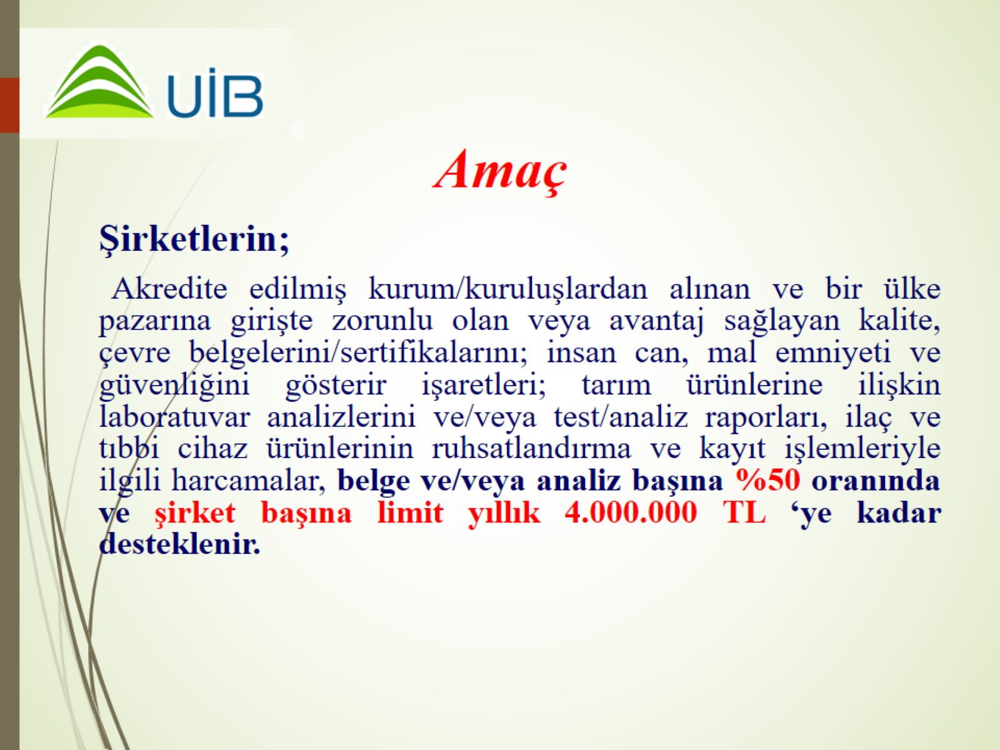 UİB
Amaç
Şirketlerin;
Akredite edilmiş kurum/kuruluşlardan alınan ve bir ülke
pazarına girişte zorunlu olan veya avantaj sağlayan kalite,
çevre belgelerini/sertifikalarını; insan can, mal emniyeti ve
güvenliğini gösterir işaretleri; tarım ürünlerine ilişkin
laboratuvar analizlerini ve/veya test/analiz raporları, ilaç ve
tıbbi cihaz ürünlerinin ruhsatlandırma ve kayıt işlemleriyle
ilgili harcamalar, belge ve/veya analiz başına %50 oranında
ve şirket başına limit yıllık 4.000.000 TL ‘ye kadar
desteklenir.